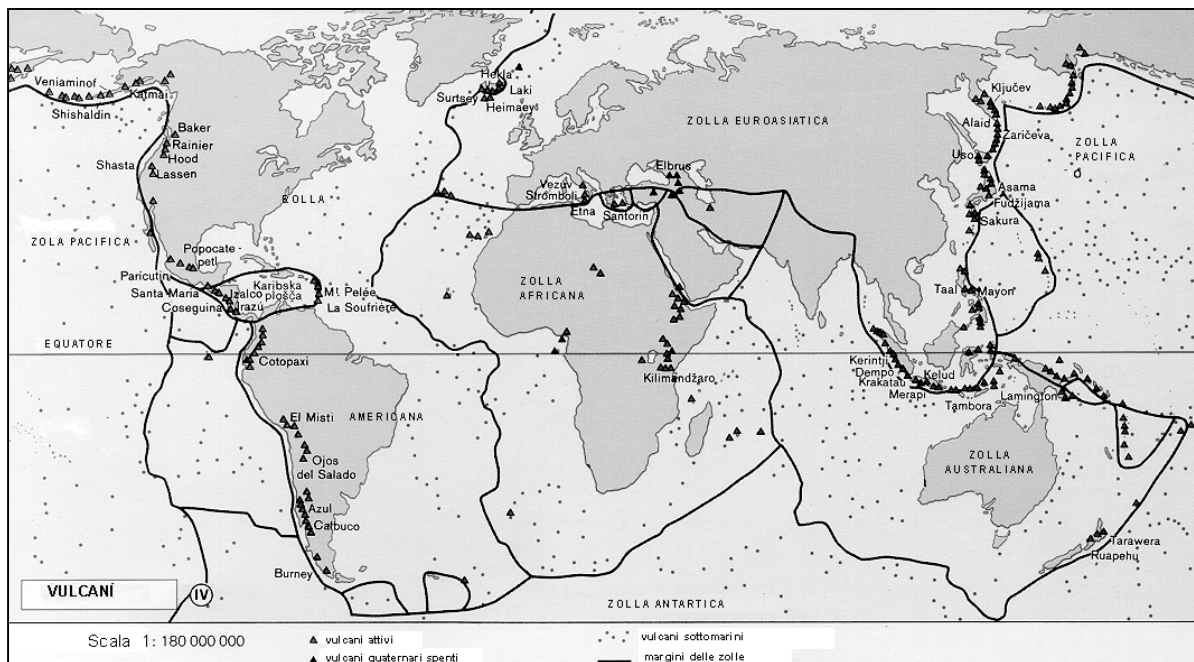 Veniaminof
Katmai
Shishaldin
Hekla
Laki
Surtsey
Heimaey
Ključev
Alaid
Zaričeva
Uso
ZOLLA EUROASIATICA
ZOLLA
PACIFICA
Baker
Rainier
Hood
Shasta
Lassen
Elbrus
Vezuv
Stromboli
Etna
Santorin
Asama
Fudžijama
Sakura
ZOLLA
ZOLA PACIFICA
Popocate-
petl
Paricutin
Santa Maria
Izalco
Coseguina
Irazú
Karibska
plošča
Mt Pelée
La Soufrière
ZOLLA
AFRICANA
Taal
Mayon
EQUATORE
Cotopaxi
Kilimandžaro
Kerintji
Dempo
Krakatau
Merapi
Kelud
Tambora
Lamington
El Misti
AMERICANA
Ojos
del Salado
ZOLLA
AUSTRALIANA
Azul
Calbuco
Tarawera
Ruapehu
Burney
ZOLLA ANTARTICA
VULCANÍ
IV
Scala 1: 180 000 000
vulcani attivi
vulcani sottomarini
vulcani quaternari spenti
margini delle zolle